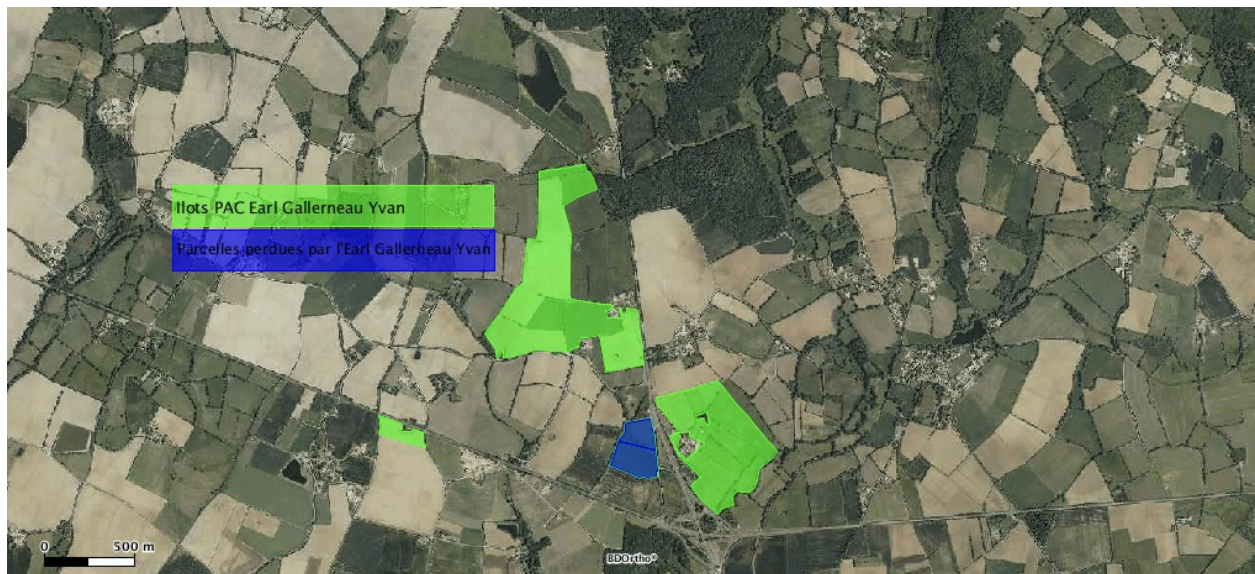 Ilots PAC Earl Gallerneau Yvan
Parcelles perdues par l'Earl Gallerneau Yvan
0 500 m
BDOrtho®